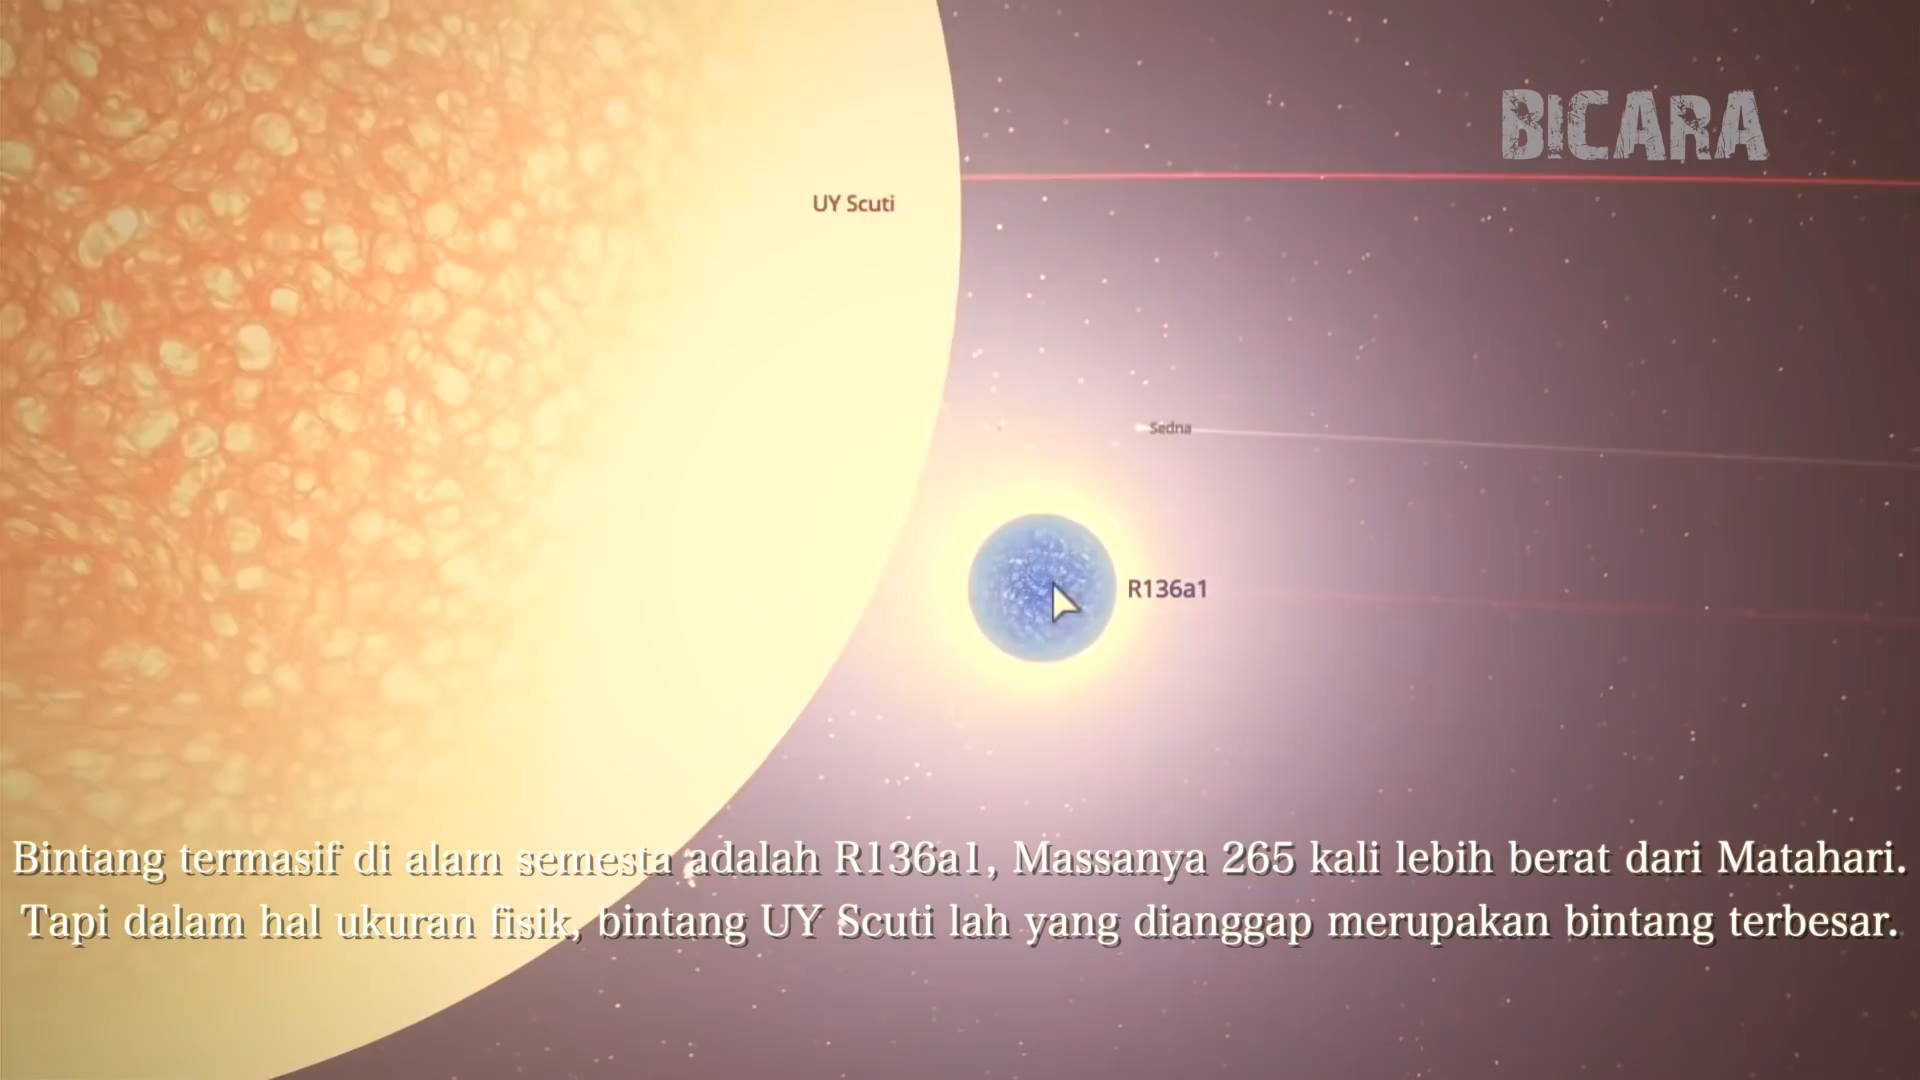 BICARA
UY Scuti
Sedna
R136a1
Bintang termasif di alam semesta adalah R136a1, Massanya 265 kali lebih berat dari Matahari.
Tapi dalam hal ukuran fisik, bintang UY Scuti lah yang dianggap merupakan bintang terbesar.